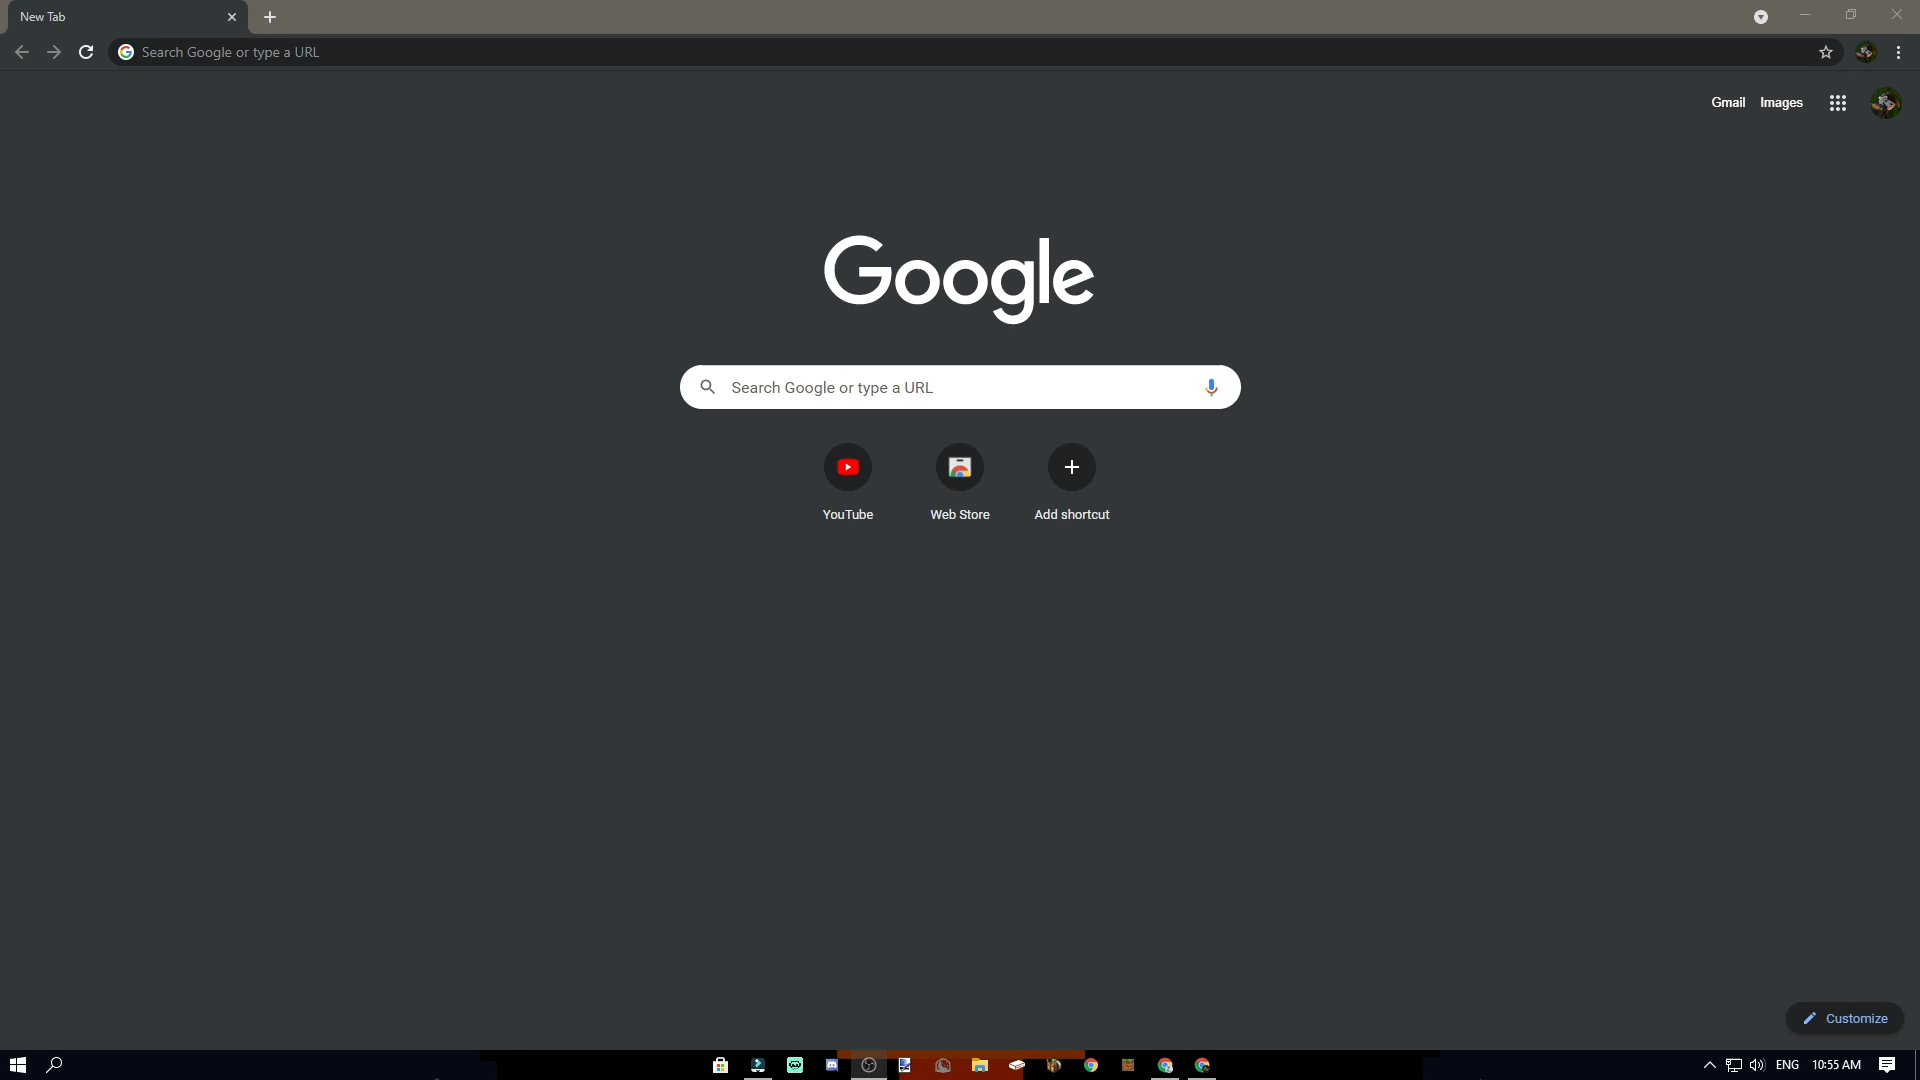 New Tab
Search Google or type a URL
Gmail Images
Google
Search Google or type a URL
YouTube Web Store Add shortcut
Customize
ENG 10:55 AM